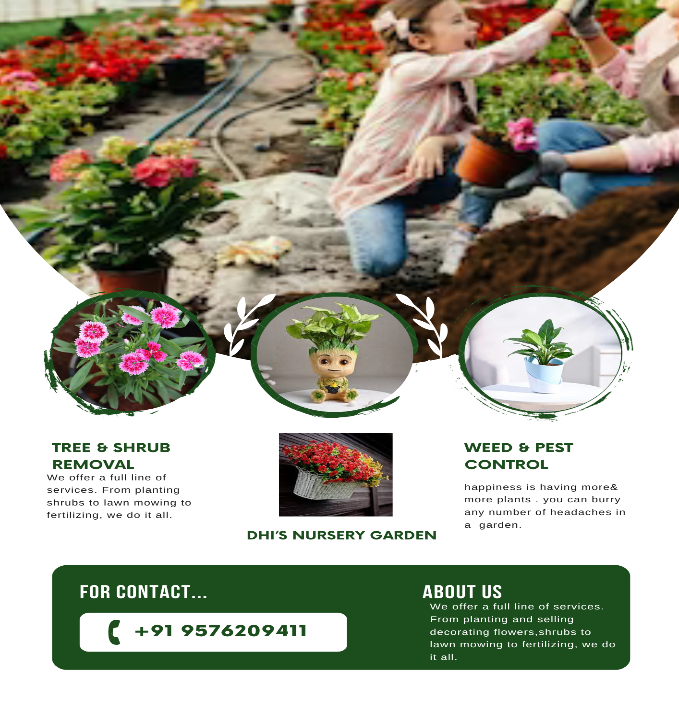 TREE & SHRUB
REMOVAL
We offer a full line of
services. From planting
shrubs to lawn mowing to
fertilizing, we do it all.
DHI'S NURSERY GARDEN
WEED & PEST
CONTROL
happiness is having more&
more plants . you can burry
any number of headaches in
a garden.
FOR CONTACT...
+91 9576209411
ABOUT US
We offer a full line of services.
From planting and selling
decorating flowers,shrubs to
lawn mowing to fertilizing, we do
it all.